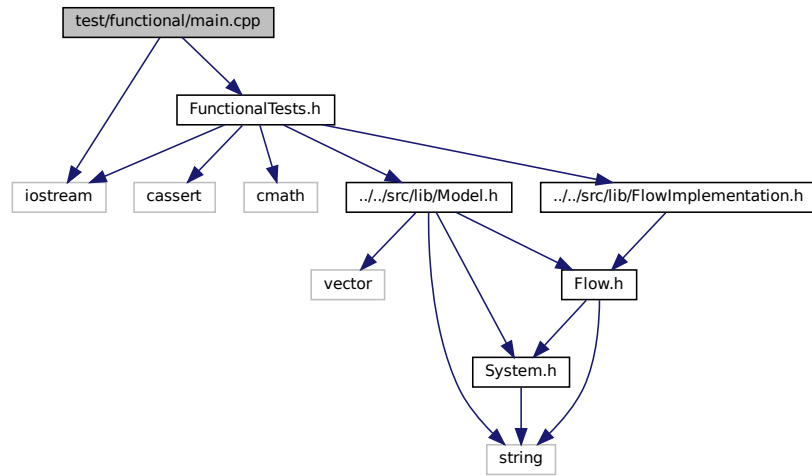 test/functional/main.cpp
FunctionalTests.h
iostream
cassert
cmath
../../src/lib/Model.h
../../src/lib/FlowImplementation.h
vector
Flow.h
System.h
string